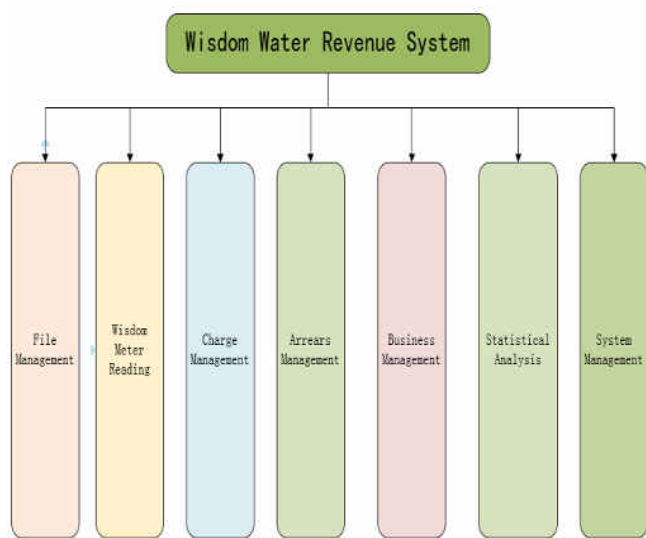 Wisdom Water Revenue System
File
Management
Wisdom
Meter
Reading
Charge
Management
Arrears
Management
Business
Management
Statistical
Analysis
System
Management